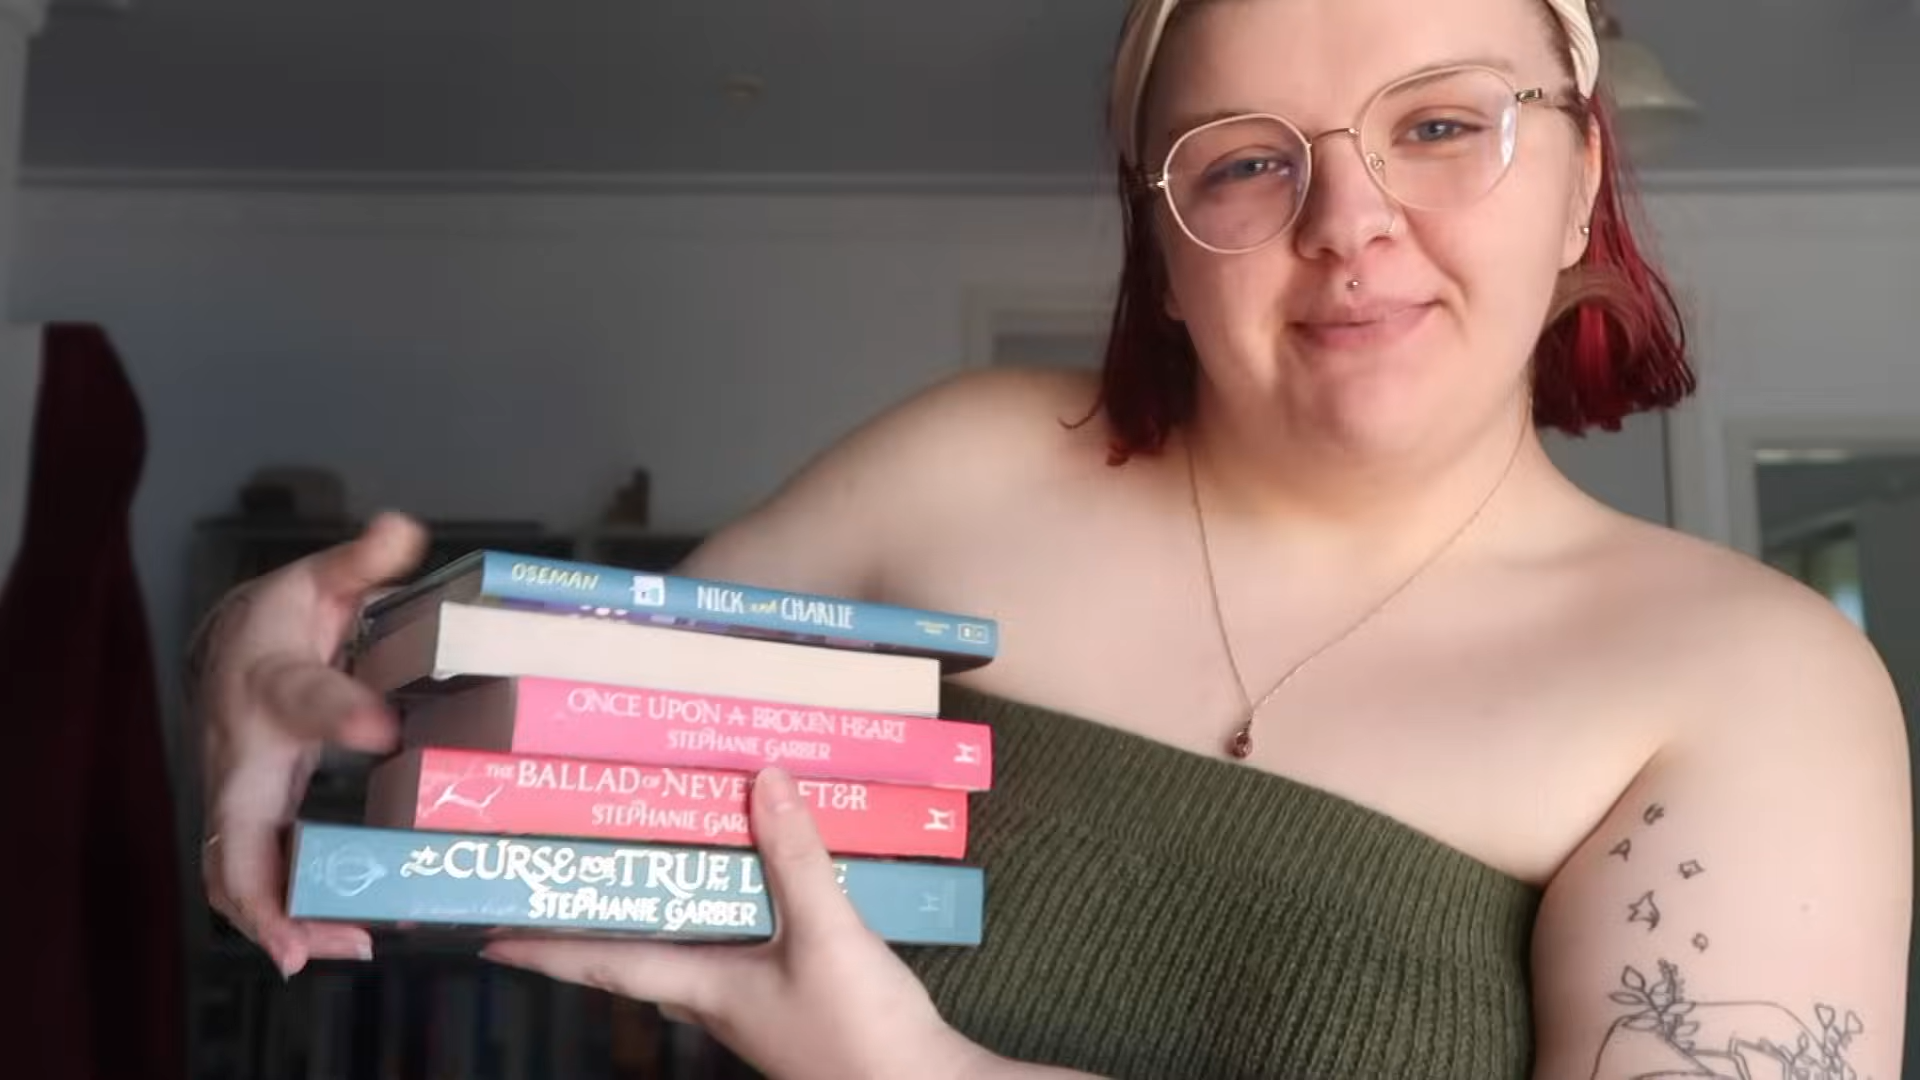 OSEMAN NICK AND CHARLIE
ONCE UPON A BROKEN HEART
STEPHANIE GARBER
THE BALLAD OF NEVE FTER
STEPHANIE GAR
A CURSE FOR TRUE L E
STEPHANIE GARBER